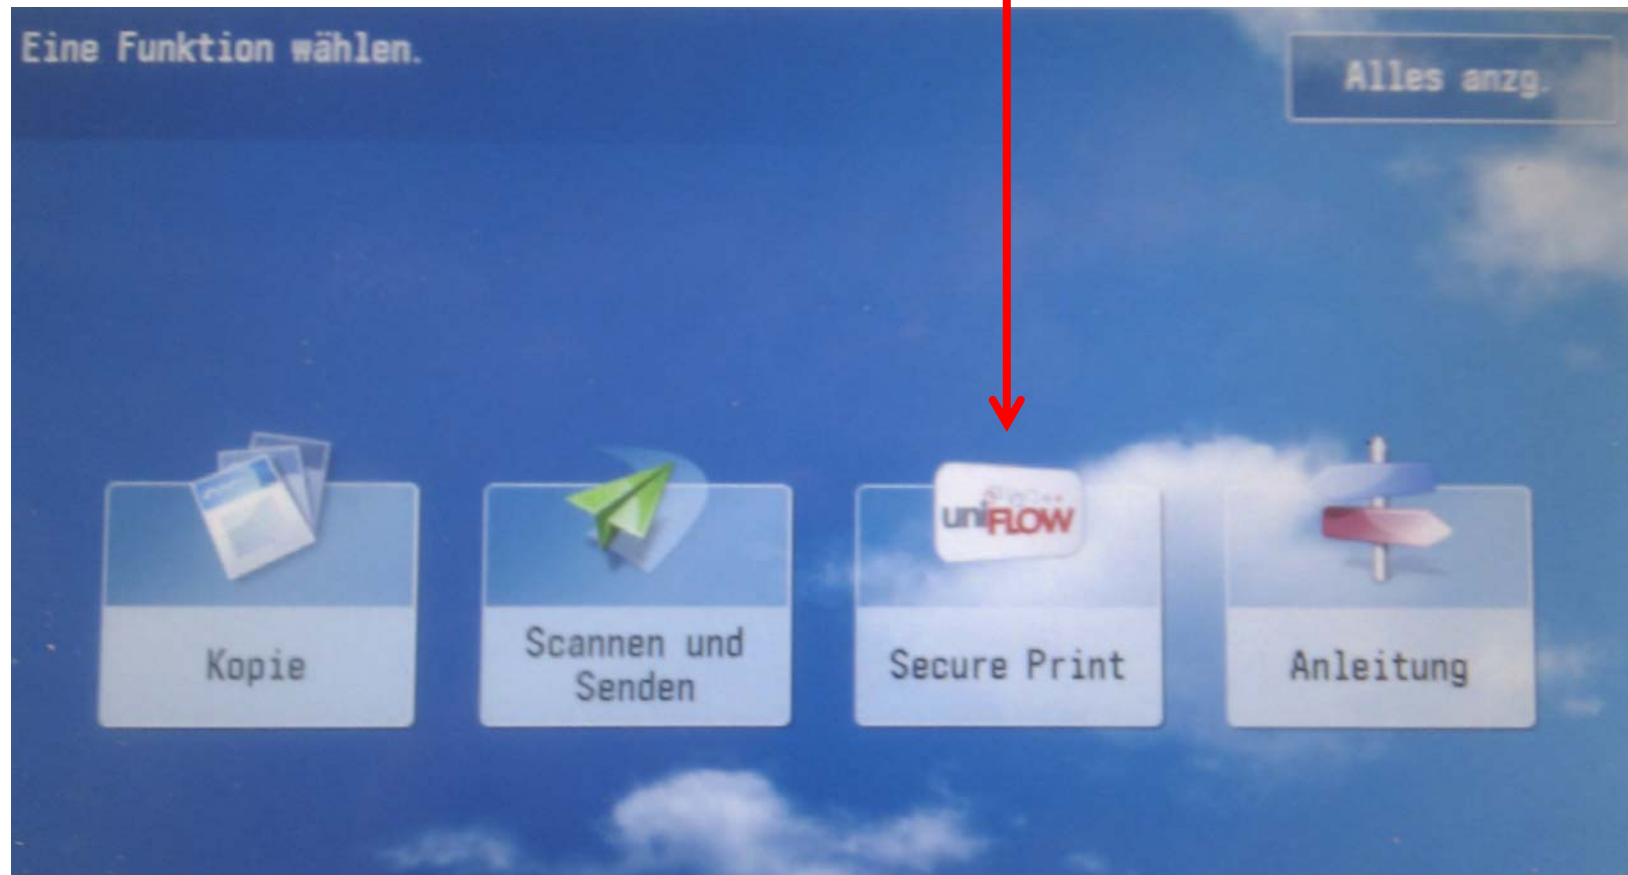 Eine Funktion wählen.
Alles anzg.
uniFLOW
Kopie
Scannen und
Senden
Secure Print
Anleitung